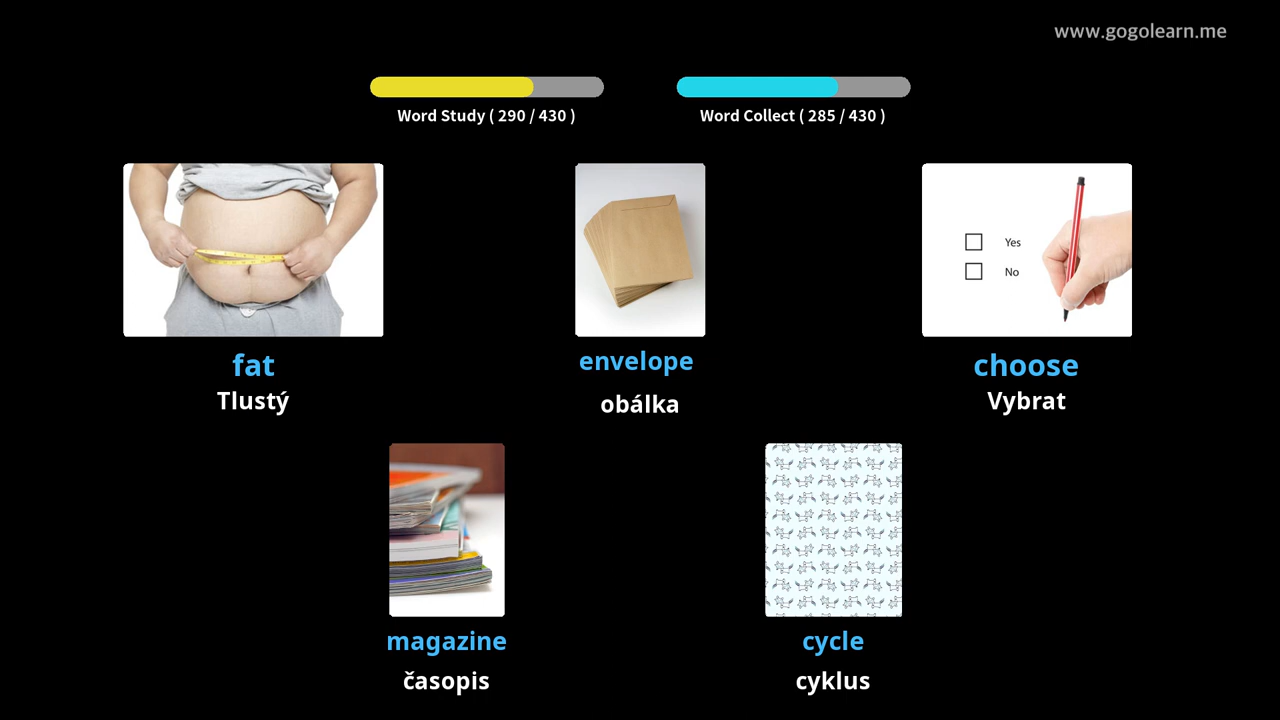 www.gogolearn.me
Word Study ( 290 / 430 )
Word Collect ( 285 / 430 )
Yes
No
fat
Tlustý
envelope
obálka
choose
Vybrat
magazine
časopis
cycle
cyklus